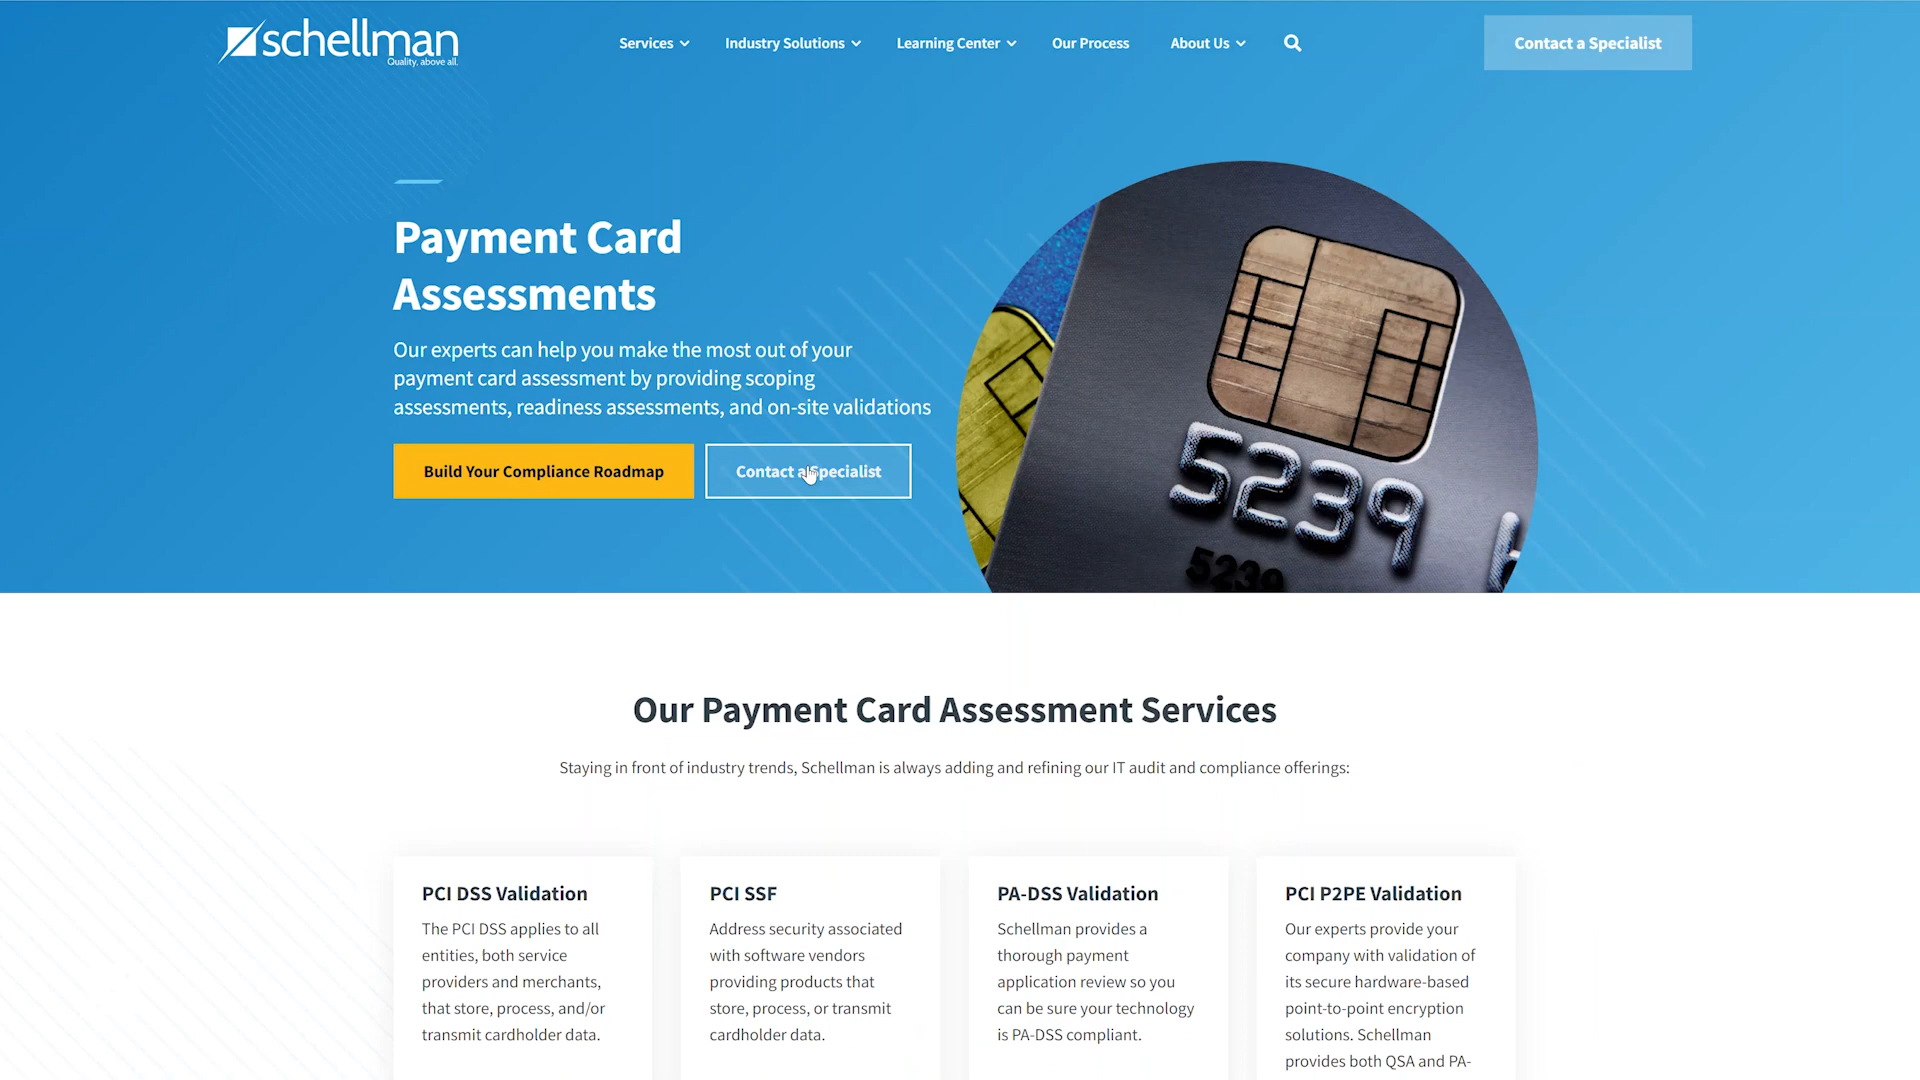 schellman
Quality, above all.
Services
Industry Solutions
Learning Center
Our Process
About Us
Contact a Specialist
Payment Card
Assessments
Our experts can help you make the most out of your
payment card assessment by providing scoping
assessments, readiness assessments, and on-site validations
Build Your Compliance Roadmap
Contact a Specialist
5239
5239
Our Payment Card Assessment Services
Staying in front of industry trends, Schellman is always adding and refining our IT audit and compliance offerings:
PCI DSS Validation
The PCI DSS applies to all
entities, both service
providers and merchants,
that store, process, and/or
transmit cardholder data.
PCI SSF
Address security associated
with software vendors
providing products that
store, process, or transmit
cardholder data.
PA-DSS Validation
Schellman provides a
thorough payment
application review so you
can be sure your technology
is PA-DSS compliant.
PCI P2PE Validation
Our experts provide your
company with validation of
its secure hardware-based
point-to-point encryption
solutions. Schellman
provides both QSA and PA-